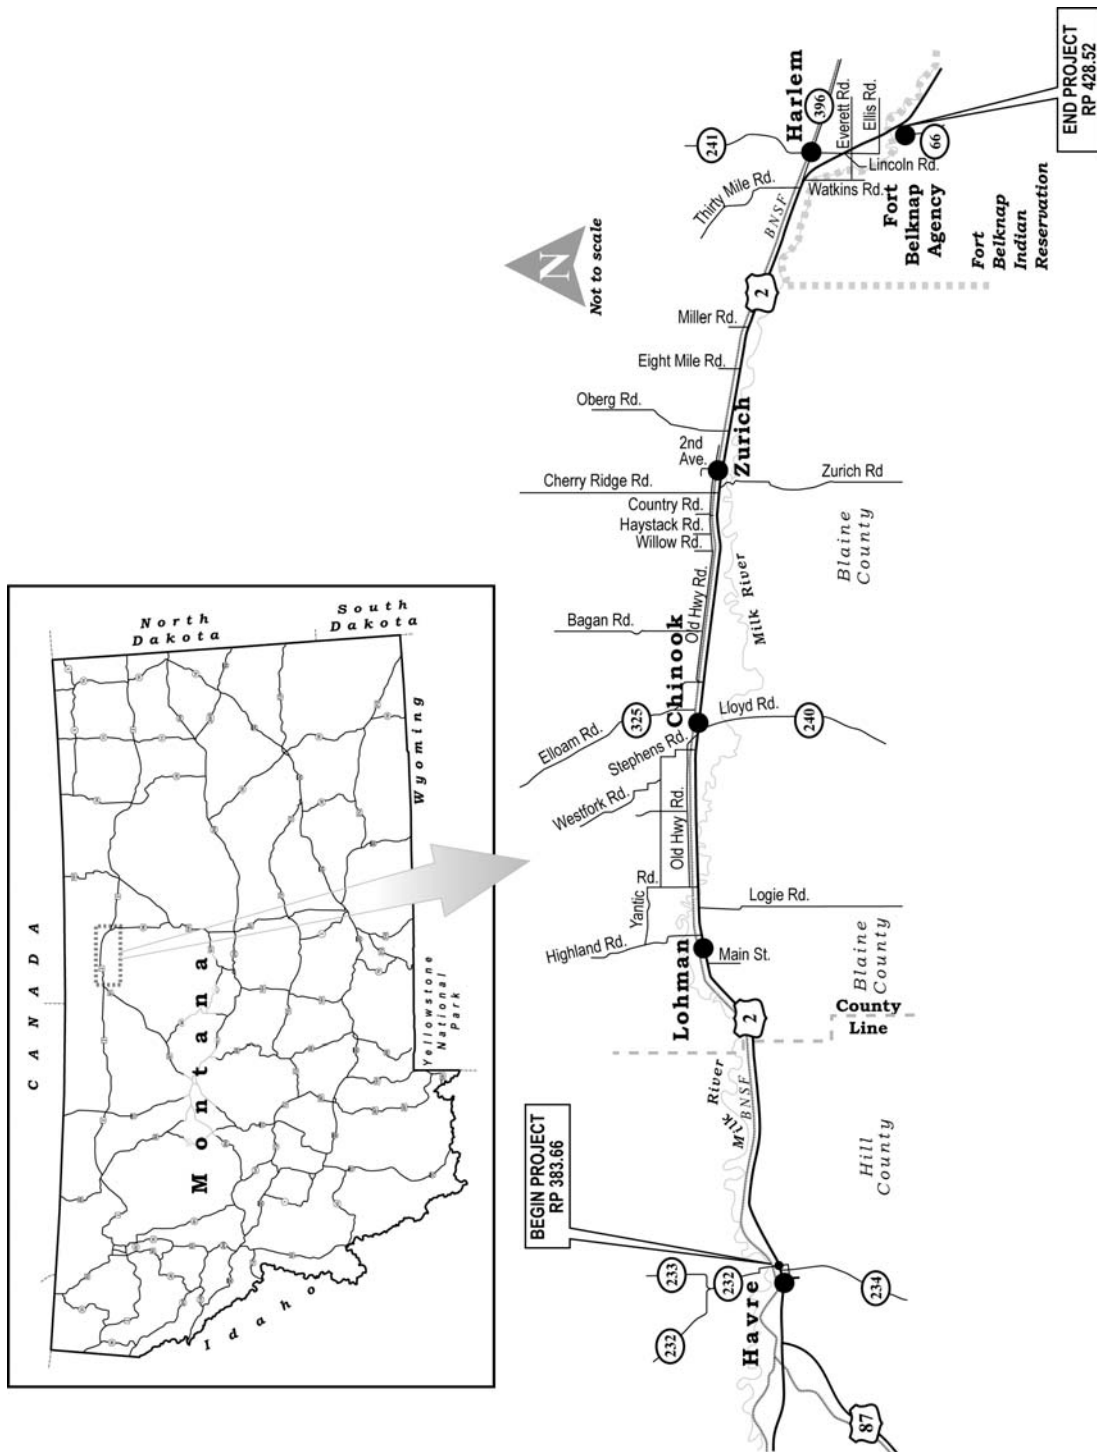 CANADA
North
Dakota
South
Dakota
Montana
Wyoming
Yellowstone
National
Park
Idaho
N
Not to scale
BEGIN PROJECT
RP 383.66
233
232
232
Havre
234
87
Milk River
BNSF
Hill
County
2
County
Line
Blaine
County
Lohman
Main St.
Highland Rd.
Yantic
Rd.
Logie Rd.
Old Hwy Rd.
Westfork Rd.
Stephens Rd.
Elloam Rd.
325
Chinook
Lloyd Rd.
240
Bagan Rd.
Old Hwy Rd.
Milk River
Willow Rd.
Haystack Rd.
Country Rd.
Cherry Ridge Rd.
2nd
Ave.
Zurich
Zurich Rd
Blaine
County
Oberg Rd.
Eight Mile Rd.
Miller Rd.
2
BNSF
Thirty Mile Rd.
241
Harlem
396
Everett Rd.
Ellis Rd.
Lincoln Rd.
Watkins Rd.
66
Fort
Belknap
Agency
Fort
Belknap
Indian
Reservation
END PROJECT
RP 428.52